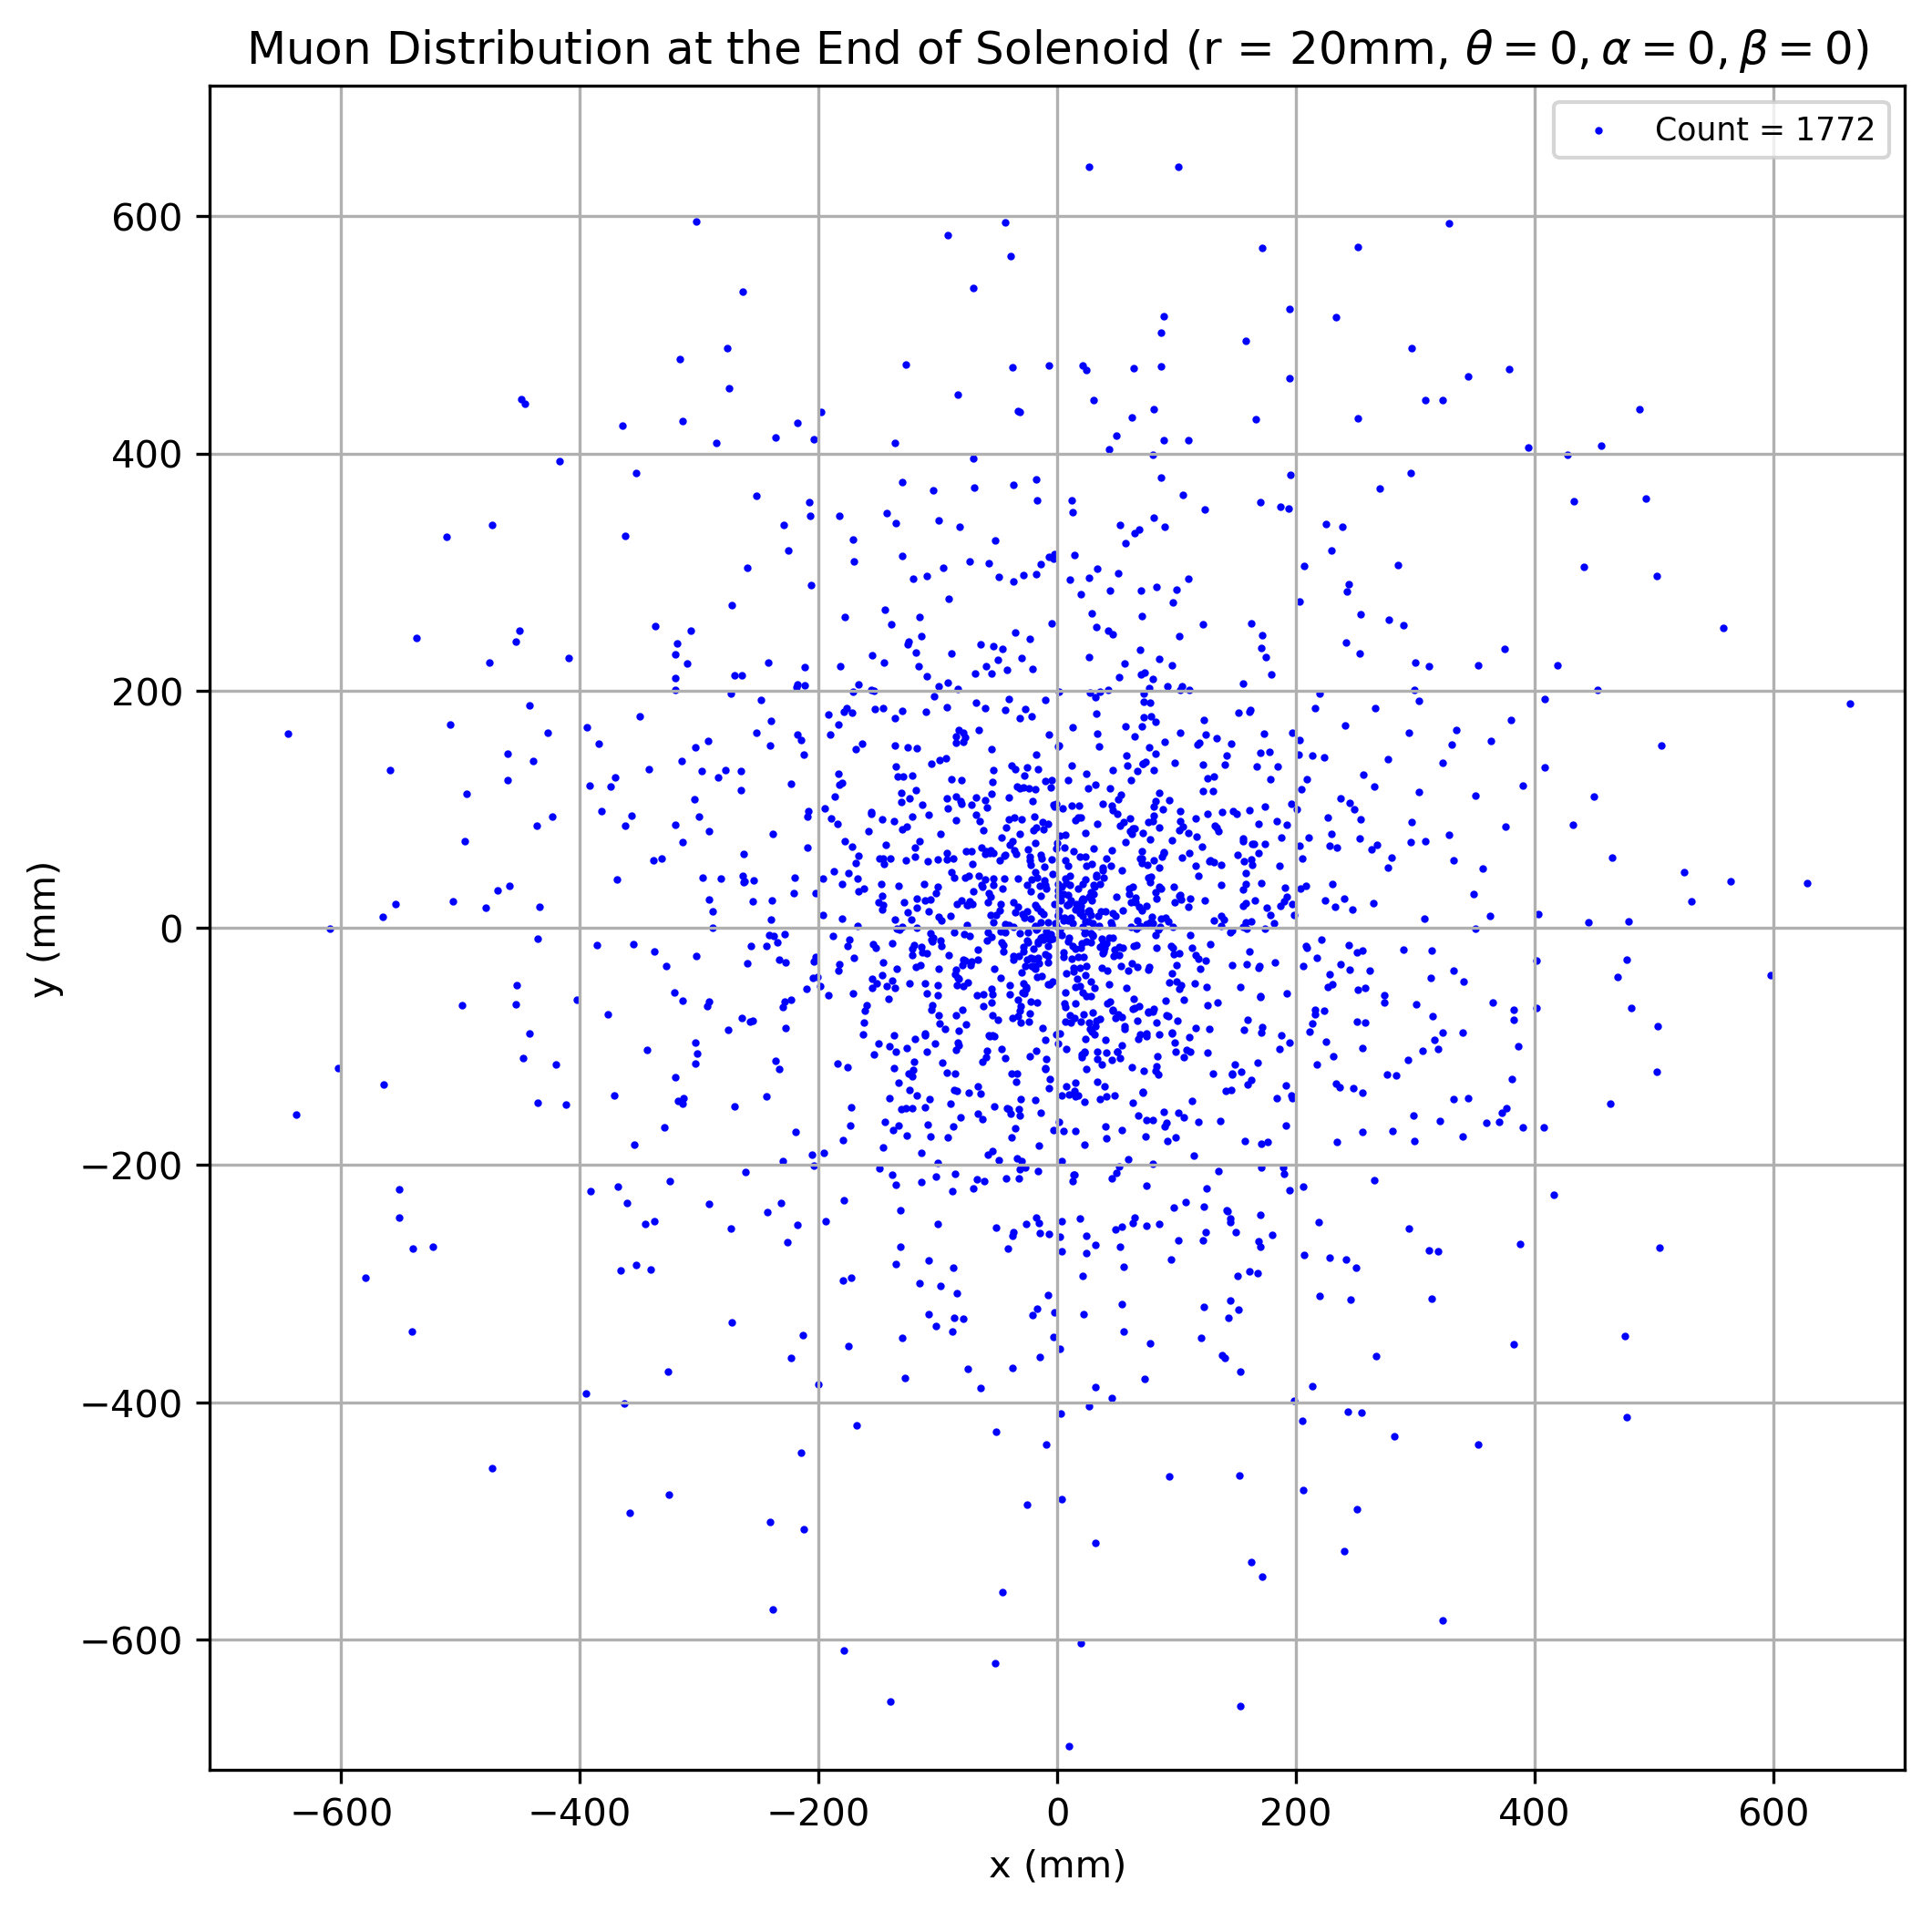 Muon Distribution at the End of Solenoid (r = 20mm, θ = 0, α = 0, β = 0)
Count = 1772
600
400
200
0
−200
−400
−600
y (mm)
−600 −400 −200 0 200 400 600
x (mm)